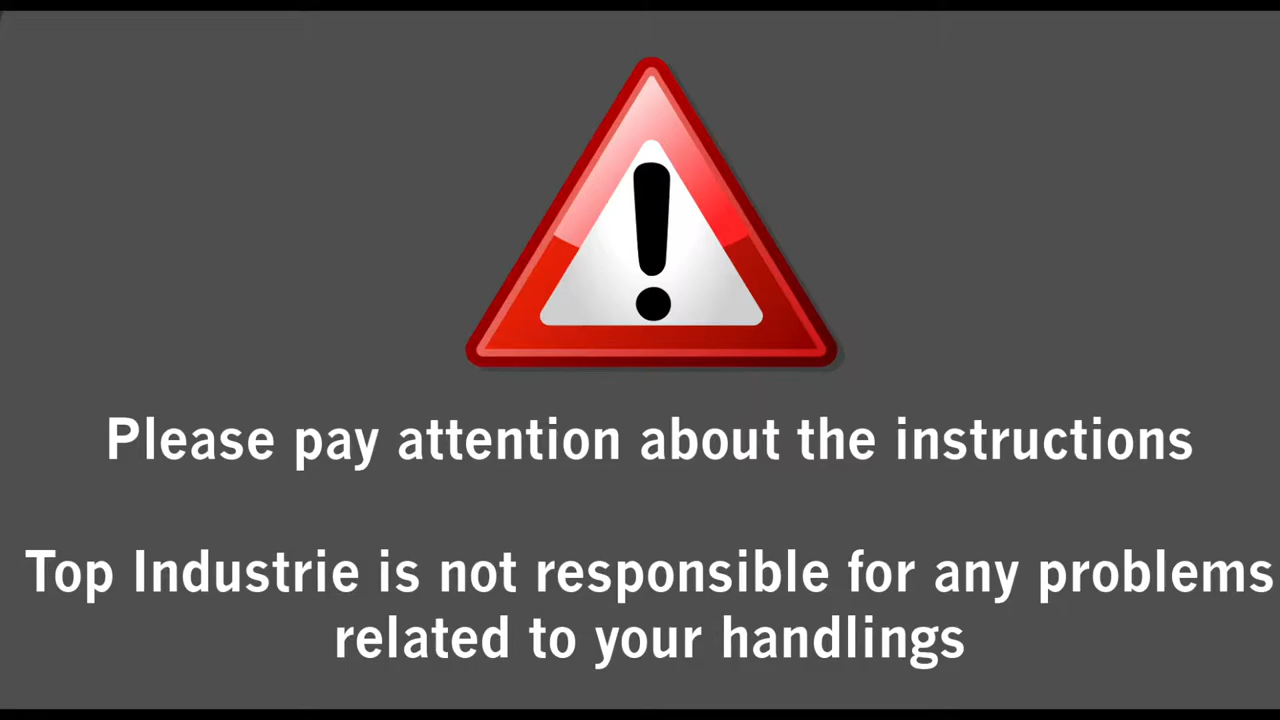 Please pay attention about the instructions
Top Industrie is not responsible for any problems
related to your handlings